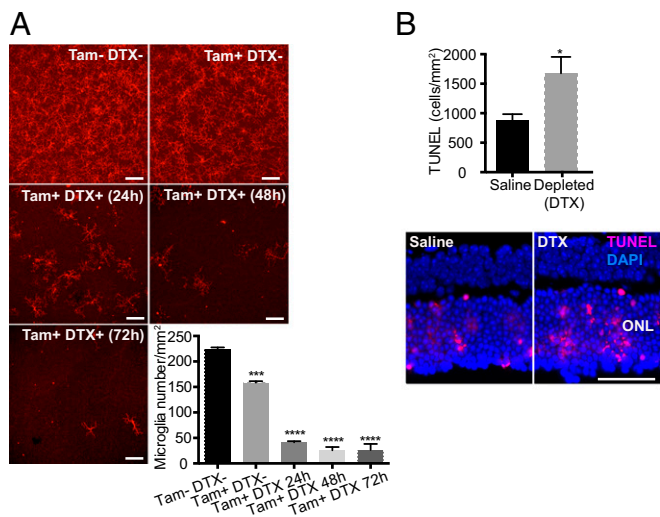 A
Tam- DTX-
Tam+ DTX-
Tam+ DTX+ (24h)
Tam+ DTX+ (48h)
Tam+ DTX+ (72h)
Microglia number/mm²
250
200
150
100
50
0
***
****
****
****
Tam- DTX-
Tam+ DTX-
Tam+ DTX 24h
Tam+ DTX 48h
Tam+ DTX 72h
B
TUNEL (cells/mm²)
2000
1500
1000
500
0
*
Saline
Depleted
(DTX)
Saline
DTX
TUNEL
DAPI
ONL